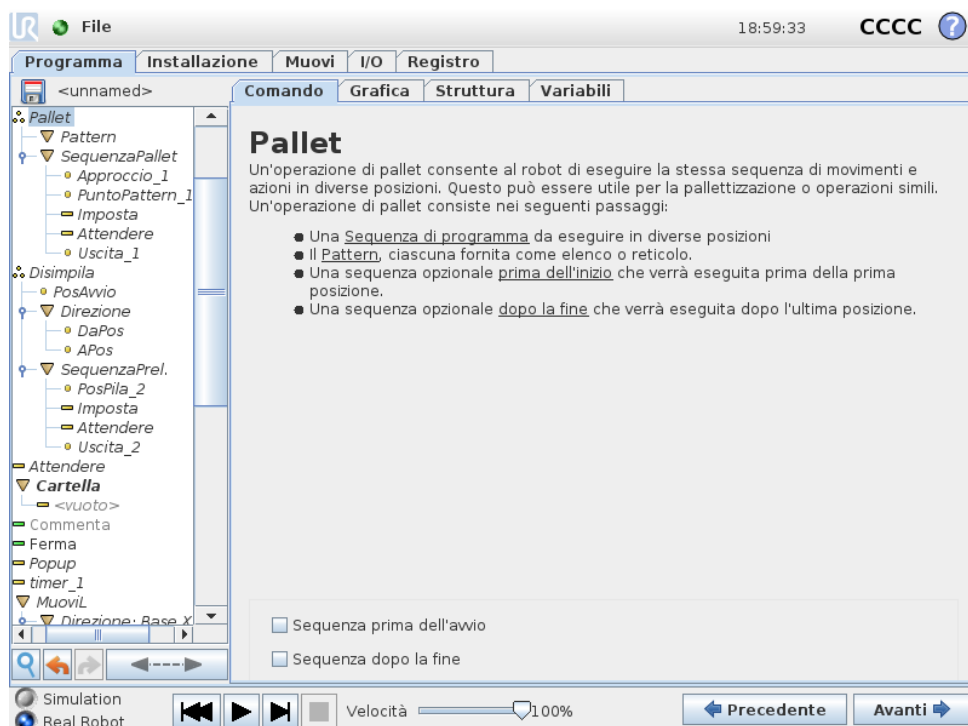 UR File 18:59:33 CCCC ?
Programma Installazione Muovi I/O Registro
<unnamed>
Comando Grafica Struttura Variabili
Pallet
Pattern
SequenzaPallet
Approccio_1
PuntoPattern_1
Imposta
Attendere
Uscita_1
Disimpila
PosAvvio
Direzione
DaPos
APos
SequenzaPrel.
PosPila_2
Imposta
Attendere
Uscita_2
Attendere
Cartella
<vuoto>
Commenta
Ferma
Popup
timer_1
MuoviL
Direzione: Base X
Pallet
Un'operazione di pallet consente al robot di eseguire la stessa sequenza di movimenti e
azioni in diverse posizioni. Questo può essere utile per la pallettizzazione o operazioni simili.
Un'operazione di pallet consiste nei seguenti passaggi:
Una Sequenza di programma da eseguire in diverse posizioni
Il Pattern, ciascuna fornita come elenco o reticolo.
Una sequenza opzionale prima dell'inizio che verrà eseguita prima della prima
posizione.
Una sequenza opzionale dopo la fine che verrà eseguita dopo l'ultima posizione.
Sequenza prima dell'avvio
Sequenza dopo la fine
Simulation
Real Robot
Velocità 100%
Precedente Avanti